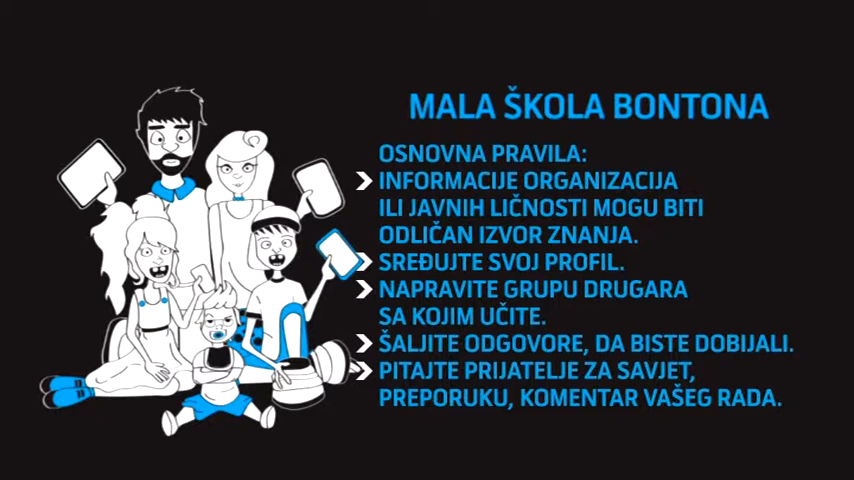 MALA ŠKOLA BONTONA
OSNOVNA PRAVILA:
INFORMACIJE ORGANIZACIJA
ILI JAVNIH LIČNOSTI MOGU BITI
ODLIČAN IZVOR ZNANJA.
SREĐUJTE SVOJ PROFIL.
NAPRAVITE GRUPU DRUGARA
SA KOJIM UČITE.
ŠALJITE ODGOVORE, DA BISTE DOBIJALI.
PITAJTE PRIJATELJE ZA SAVJET,
PREPORUKU, KOMENTAR VAŠEG RADA.